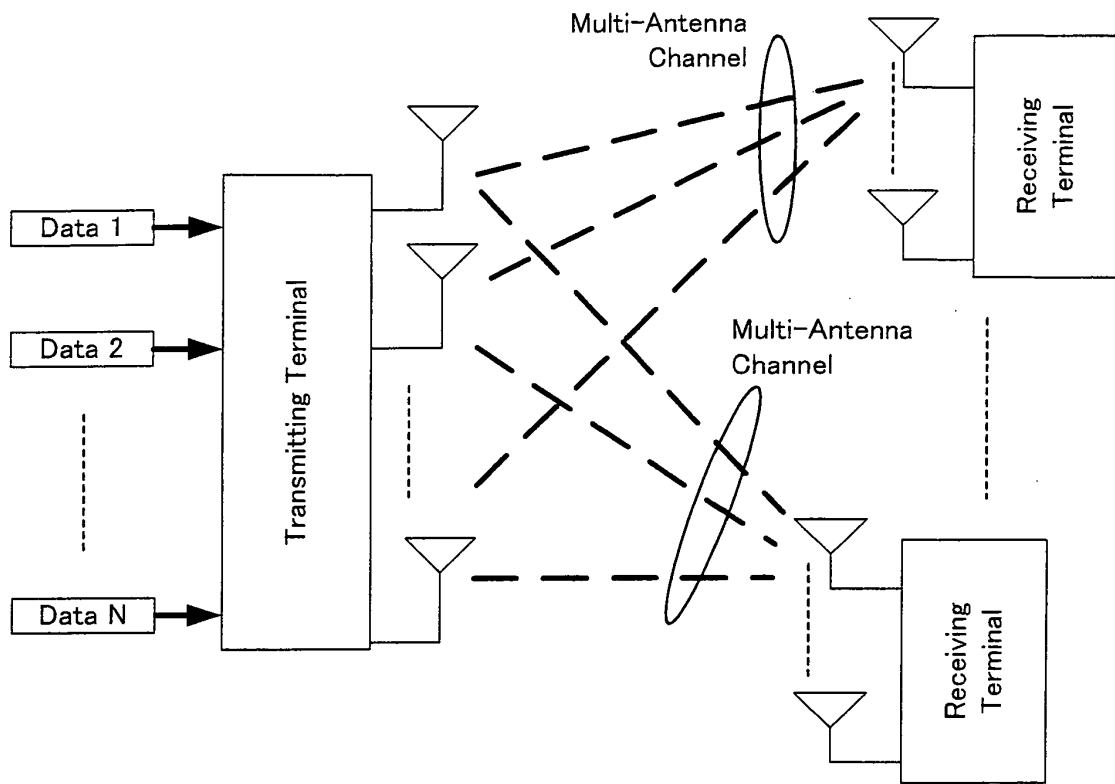 Multi-Antenna
Channel
Receiving
Terminal
Data 1
Data 2
Transmitting Terminal
Multi-Antenna
Channel
Data N
Receiving
Terminal